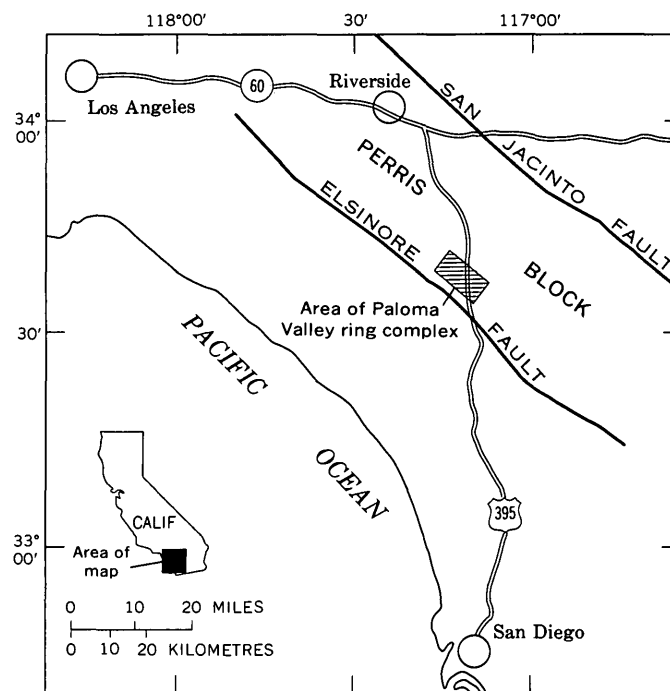 118°00'
30'
117°00'
60
Riverside
Los Angeles
34°
00'
SAN JACINTO FAULT
PERRIS
BLOCK
ELSINORE FAULT
Area of Paloma
Valley ring complex
30'
PACIFIC
OCEAN
CALIF
Area of
map
33°
00'
395
0 10 20 MILES
0 10 20 KILOMETRES
San Diego